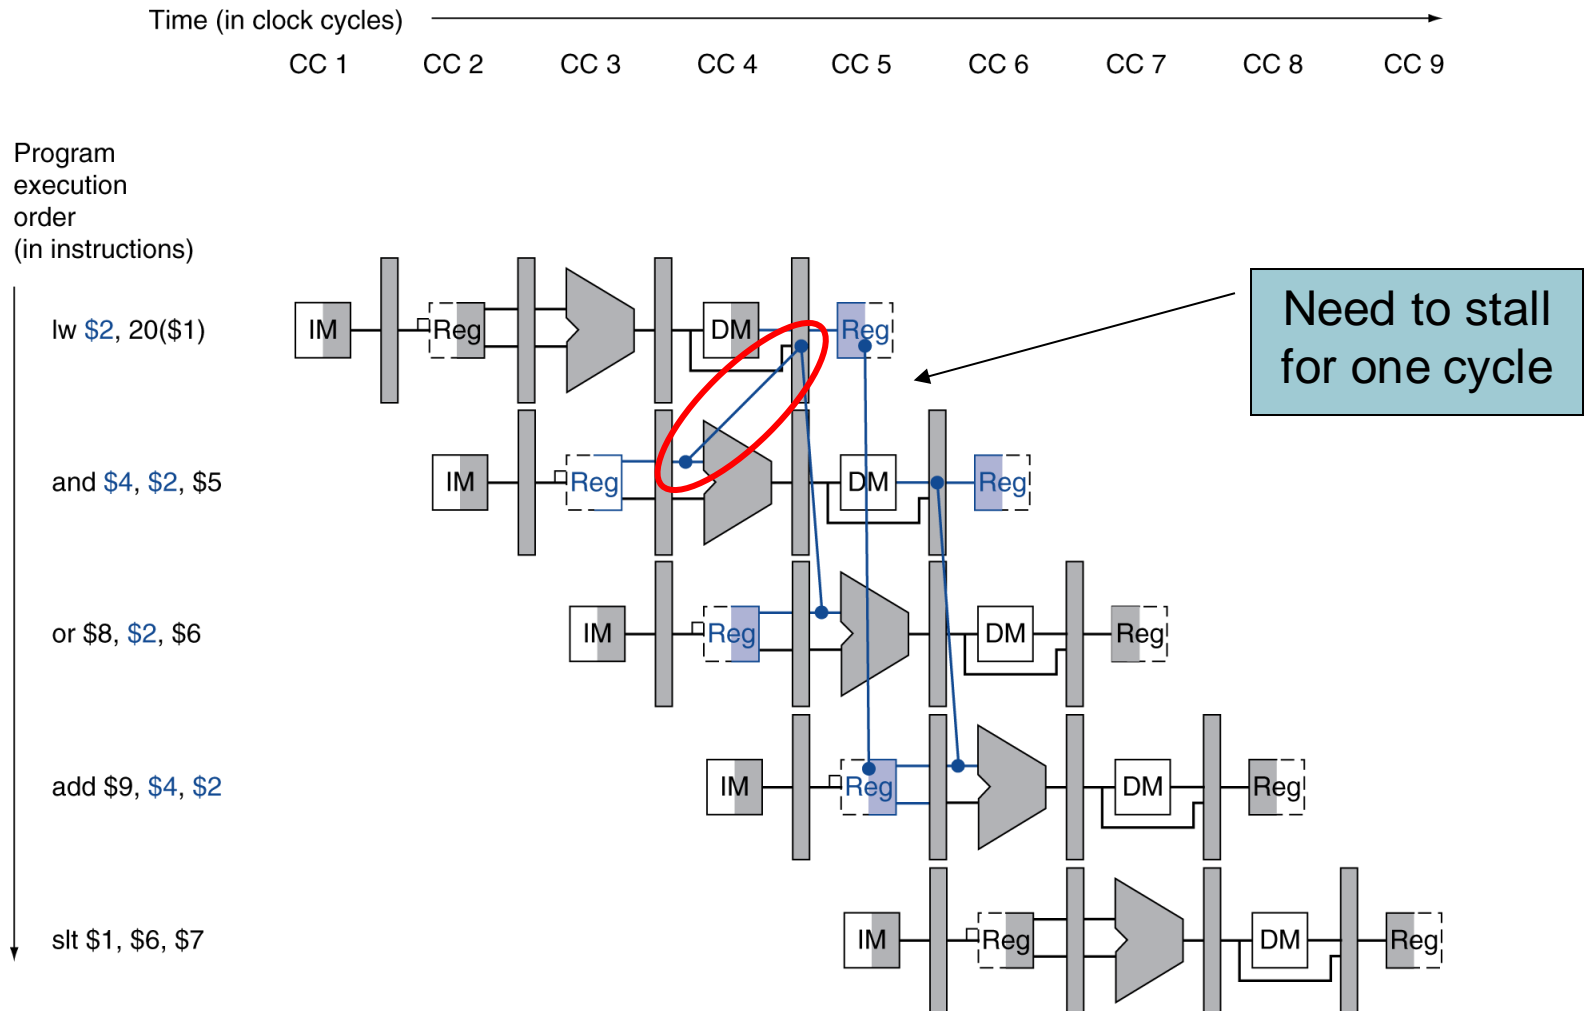 Time (in clock cycles)
CC 1 CC 2 CC 3 CC 4 CC 5 CC 6 CC 7 CC 8 CC 9
Program
execution
order
(in instructions)
Need to stall
for one cycle
lw $2, 20($1) IM Reg DM Reg
and $4, $2, $5 IM Reg DM Reg
or $8, $2, $6 IM Reg DM Reg
add $9, $4, $2 IM Reg DM Reg
slt $1, $6, $7 IM Reg DM Reg